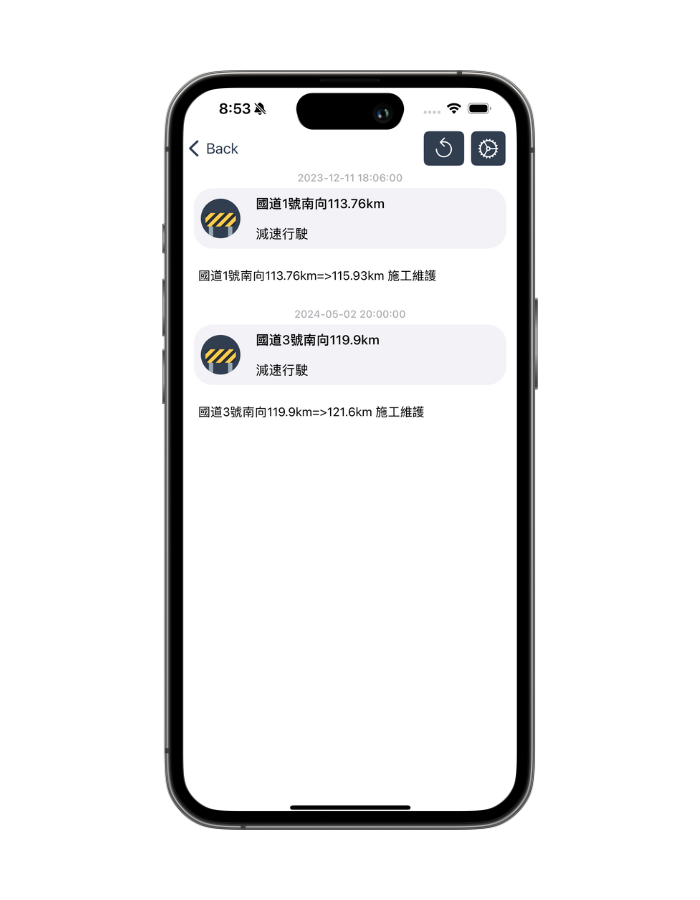 8:53
Back
2023-12-11 18:06:00
國道1號南向113.76km
減速行駛
國道1號南向113.76km=>115.93km 施工維護
2024-05-02 20:00:00
國道3號南向119.9km
減速行駛
國道3號南向119.9km=>121.6km 施工維護